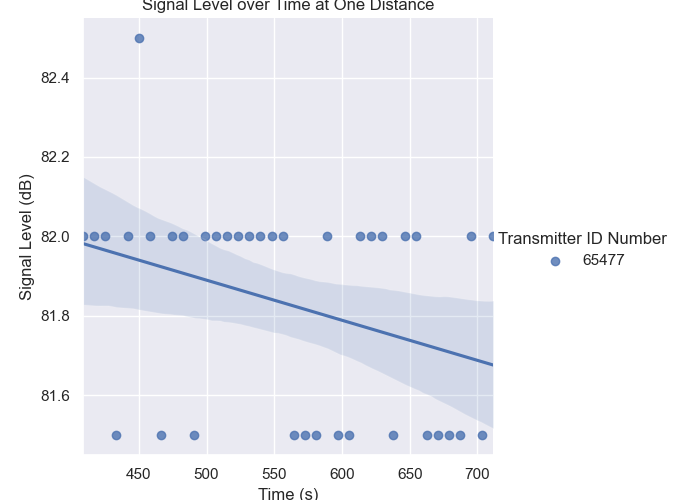 Signal Level over Time at One Distance
82.4
82.2
82.0
81.8
81.6
Signal Level (dB)
450 500 550 600 650 700
Time (s)
Transmitter ID Number
65477